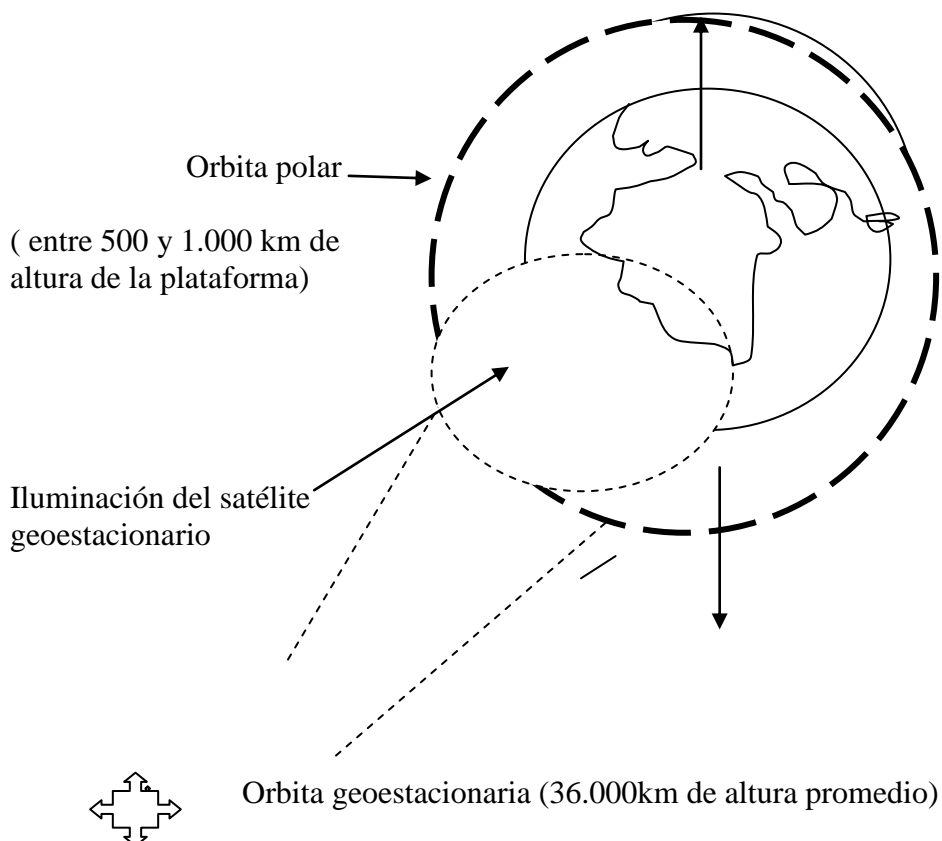 Orbita polar
( entre 500 y 1.000 km de
altura de la plataforma)
Iluminación del satélite
geoestacionario
Orbita geoestacionaria (36.000km de altura promedio)